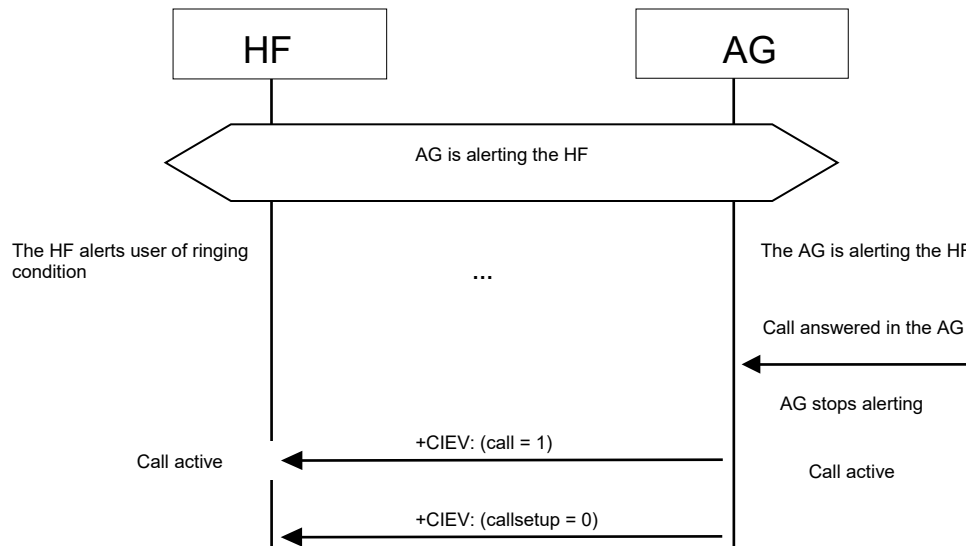 HF
AG
AG is alerting the HF
The HF alerts user of ringing
condition
...
The AG is alerting the HF
Call answered in the AG
AG stops alerting
+CIEV: (call = 1)
Call active
Call active
+CIEV: (callsetup = 0)